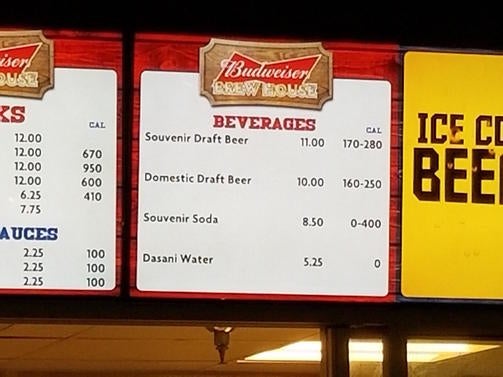 iser
OUSE
KS
CAL
12.00
12.00 670
12.00 950
12.00 600
6.25 410
7.75
AUCES
2.25 100
2.25 100
2.25 100
Budweiser
BREW HOUSE
BEVERAGES
CAL
Souvenir Draft Beer 11.00 170-280
Domestic Draft Beer 10.00 160-250
Souvenir Soda 8.50 0-400
Dasani Water 5.25 0
ICE CO
BEE